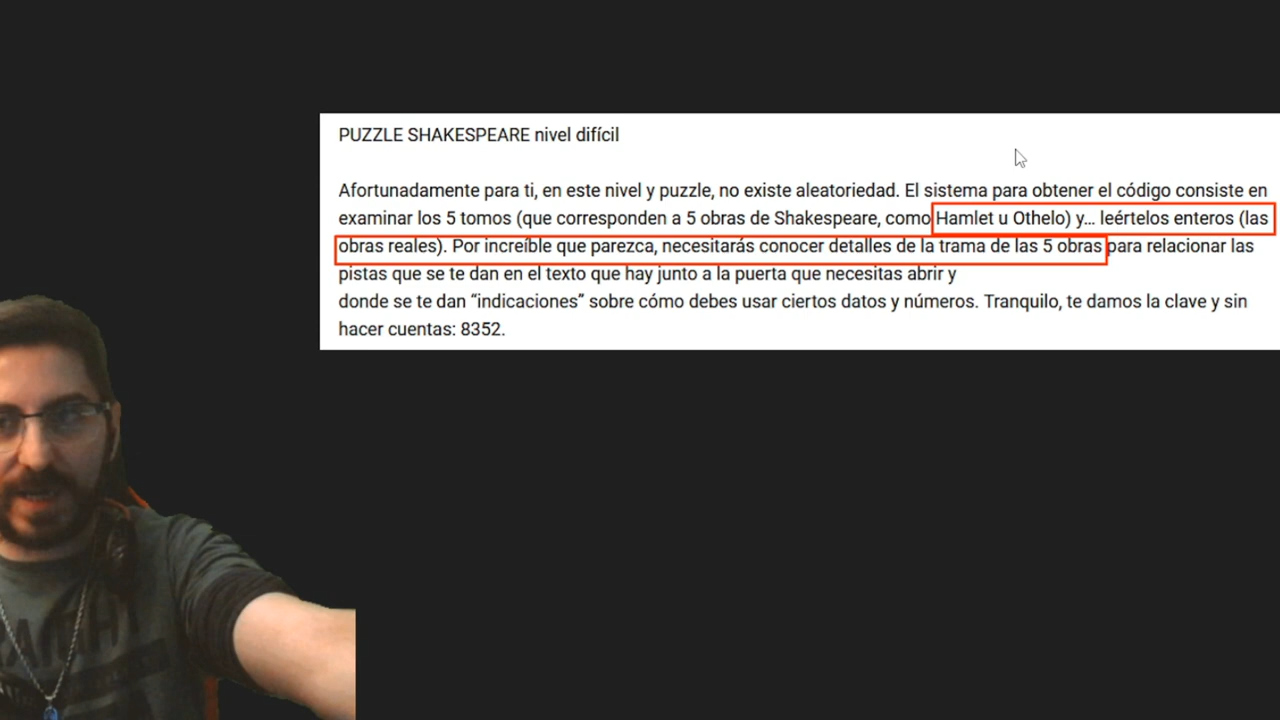 PUZZLE SHAKESPEARE nivel difícil
Afortunadamente para ti, en este nivel y puzzle, no existe aleatoriedad. El sistema para obtener el código consiste en
examinar los 5 tomos (que corresponden a 5 obras de Shakespeare, como Hamlet u Othelo) y... leértelos enteros (las
obras reales). Por increíble que parezca, necesitarás conocer detalles de la trama de las 5 obras para relacionar las
pistas que se te dan en el texto que hay junto a la puerta que necesitas abrir y
donde se te dan “indicaciones” sobre cómo debes usar ciertos datos y números. Tranquilo, te damos la clave y sin
hacer cuentas: 8352.